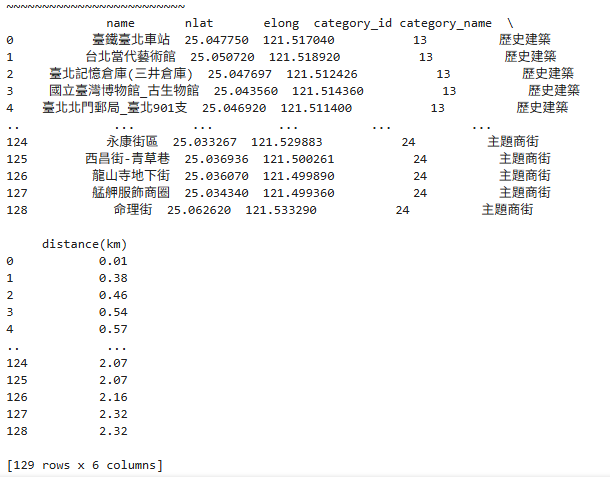 ~~~~~~~~~~~~~~~~~~~~~~~~~
name nlat elong category_id category_name \
0 臺鐵臺北車站 25.047750 121.517040 13 歷史建築
1 台北當代藝術館 25.050720 121.518920 13 歷史建築
2 臺北記憶倉庫(三井倉庫) 25.047697 121.512426 13 歷史建築
3 國立臺灣博物館_古生物館 25.043560 121.514360 13 歷史建築
4 臺北北門郵局_臺北901支 25.046920 121.511400 13 歷史建築
.. ... ... ... ... ...
124 永康街區 25.033267 121.529883 24 主題商街
125 西昌街-青草巷 25.036936 121.500261 24 主題商街
126 龍山寺地下街 25.036070 121.499890 24 主題商街
127 艋舺服飾商圈 25.034340 121.499360 24 主題商街
128 命理街 25.062620 121.533290 24 主題商街
distance(km)
0 0.01
1 0.38
2 0.46
3 0.54
4 0.57
.. ...
124 2.07
125 2.07
126 2.16
127 2.32
128 2.32
[129 rows x 6 columns]